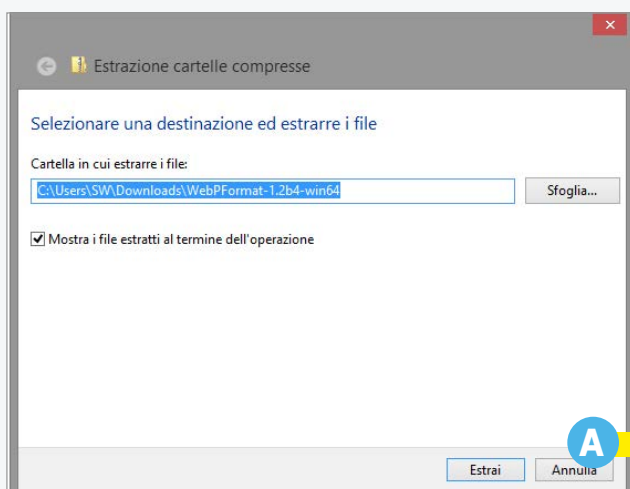 Estrazione cartelle compresse
Selezionare una destinazione ed estrarre i file
Cartella in cui estrarre i file:
C:\Users\SW\Downloads\WebPFormat-1.2b4-win64
Sfoglia...
Mostra i file estratti al termine dell'operazione
A
Estrai
Annulla